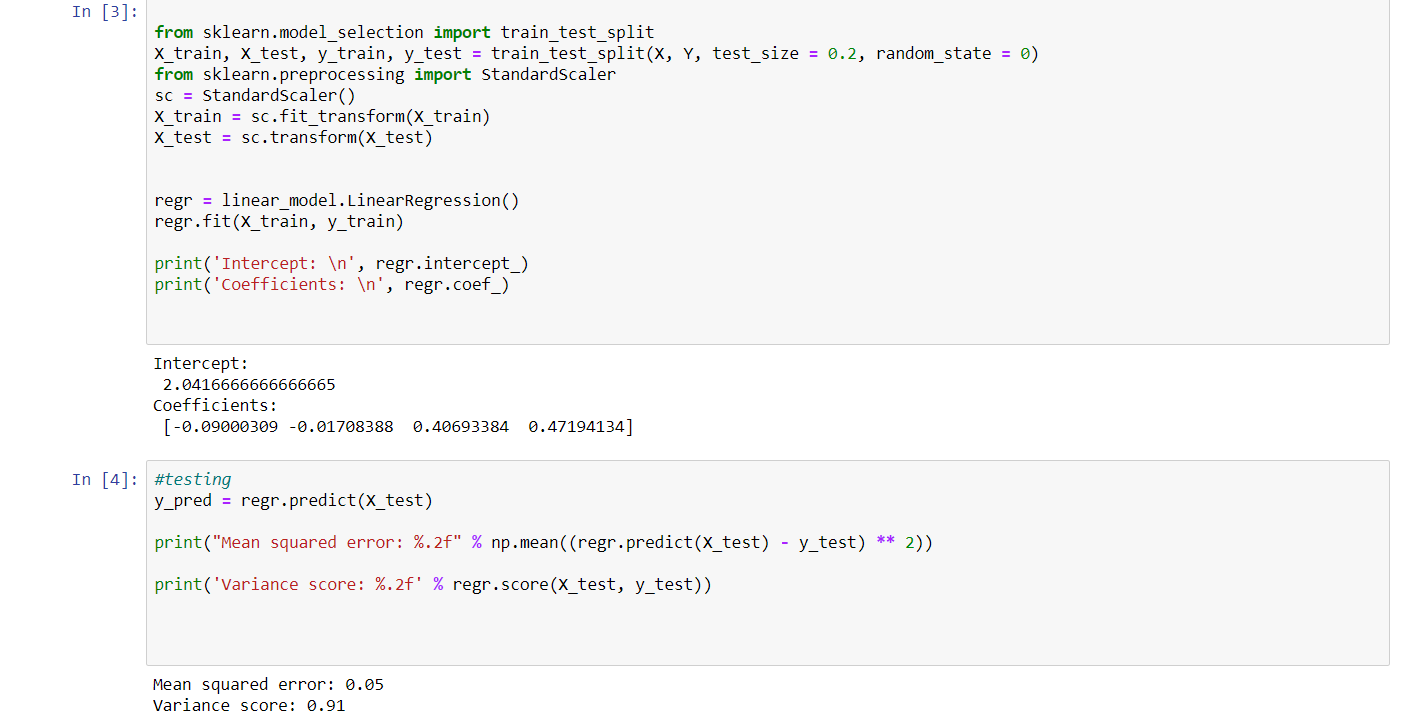 In [3]:
from sklearn.model_selection import train_test_split
X_train, X_test, y_train, y_test = train_test_split(X, Y, test_size = 0.2, random_state = 0)
from sklearn.preprocessing import StandardScaler
sc = StandardScaler()
X_train = sc.fit_transform(X_train)
X_test = sc.transform(X_test)
regr = linear_model.LinearRegression()
regr.fit(X_train, y_train)
print('Intercept: \n', regr.intercept_)
print('Coefficients: \n', regr.coef_)
Intercept:
2.0416666666666665
Coefficients:
[-0.09000309 -0.01708388  0.40693384  0.47194134]
In [4]:
#testing
y_pred = regr.predict(X_test)
print("Mean squared error: %.2f" % np.mean((regr.predict(X_test) - y_test) ** 2))
print('Variance score: %.2f' % regr.score(X_test, y_test))
Mean squared error: 0.05
Variance score: 0.91